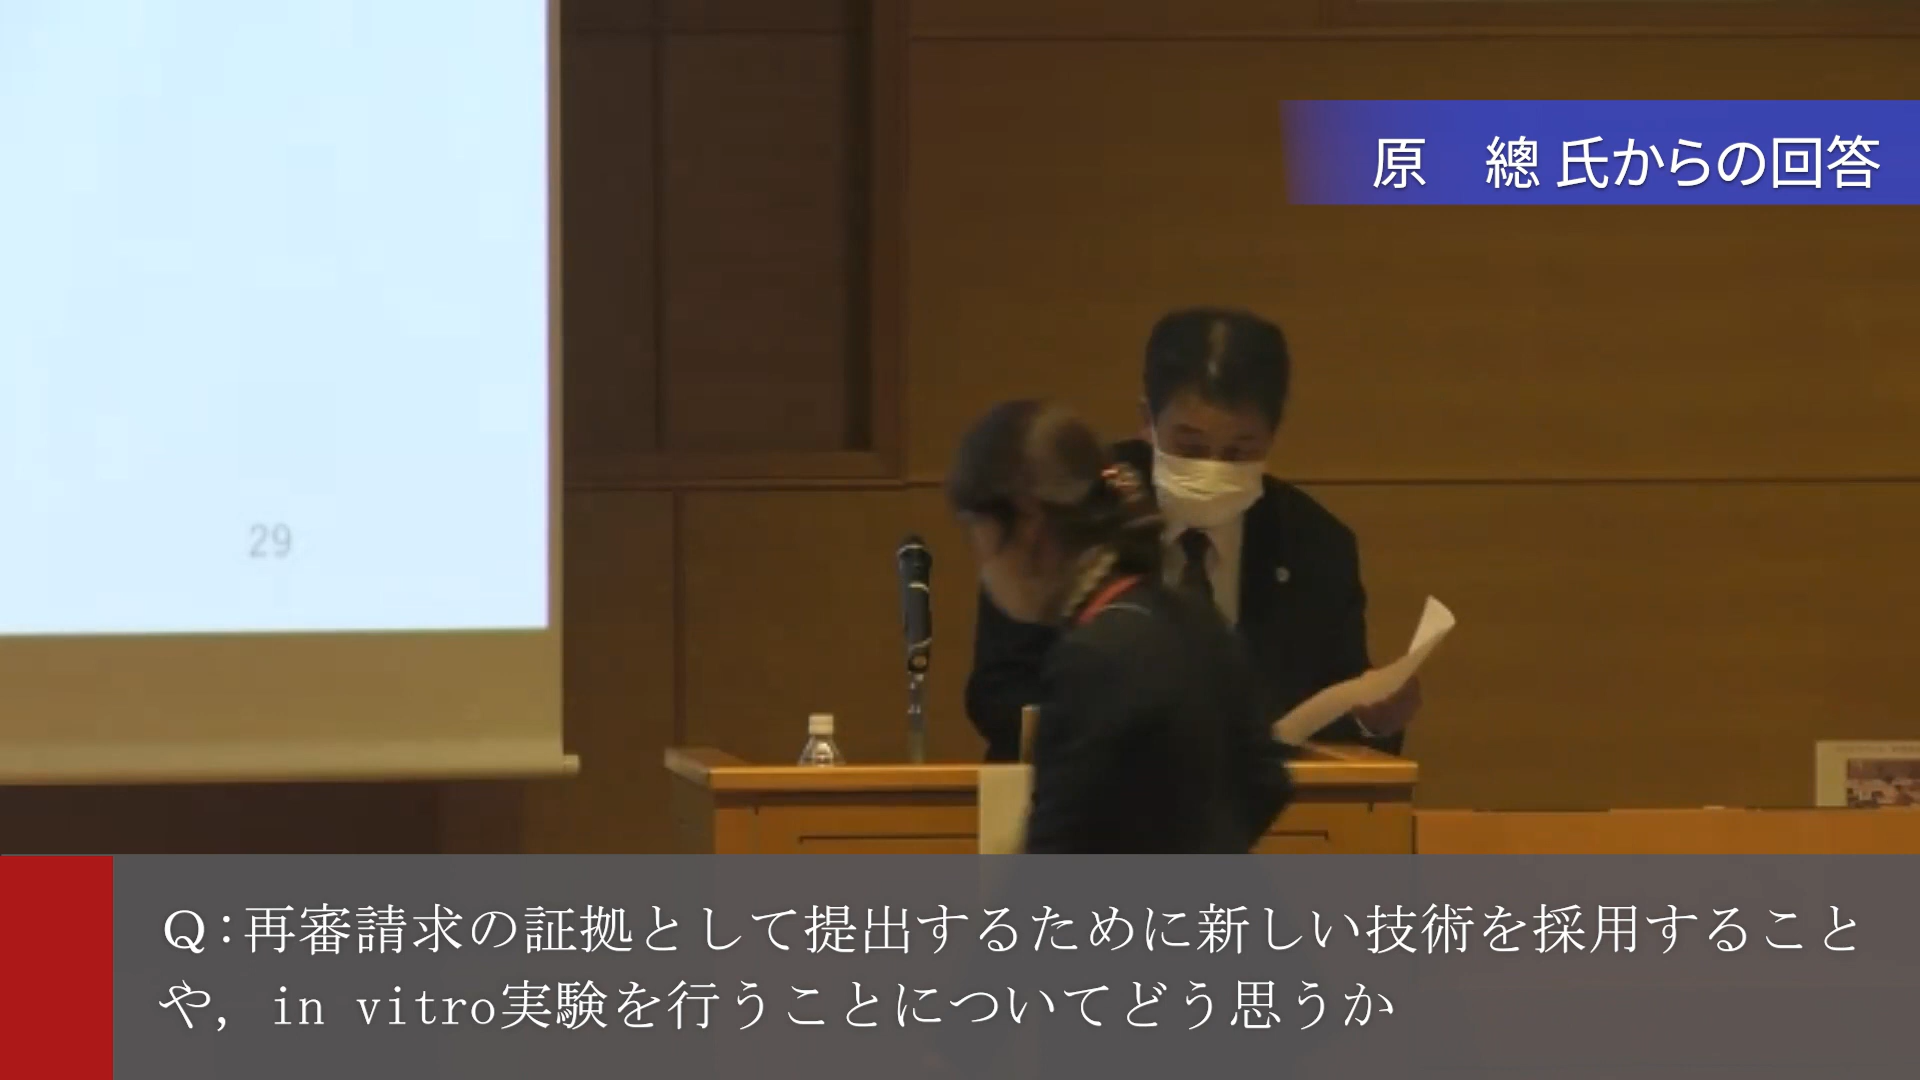 原　總 氏からの回答
29
Q:再審請求の証拠として提出するために新しい技術を採用すること
や, in vitro実験を行うことについてどう思うか